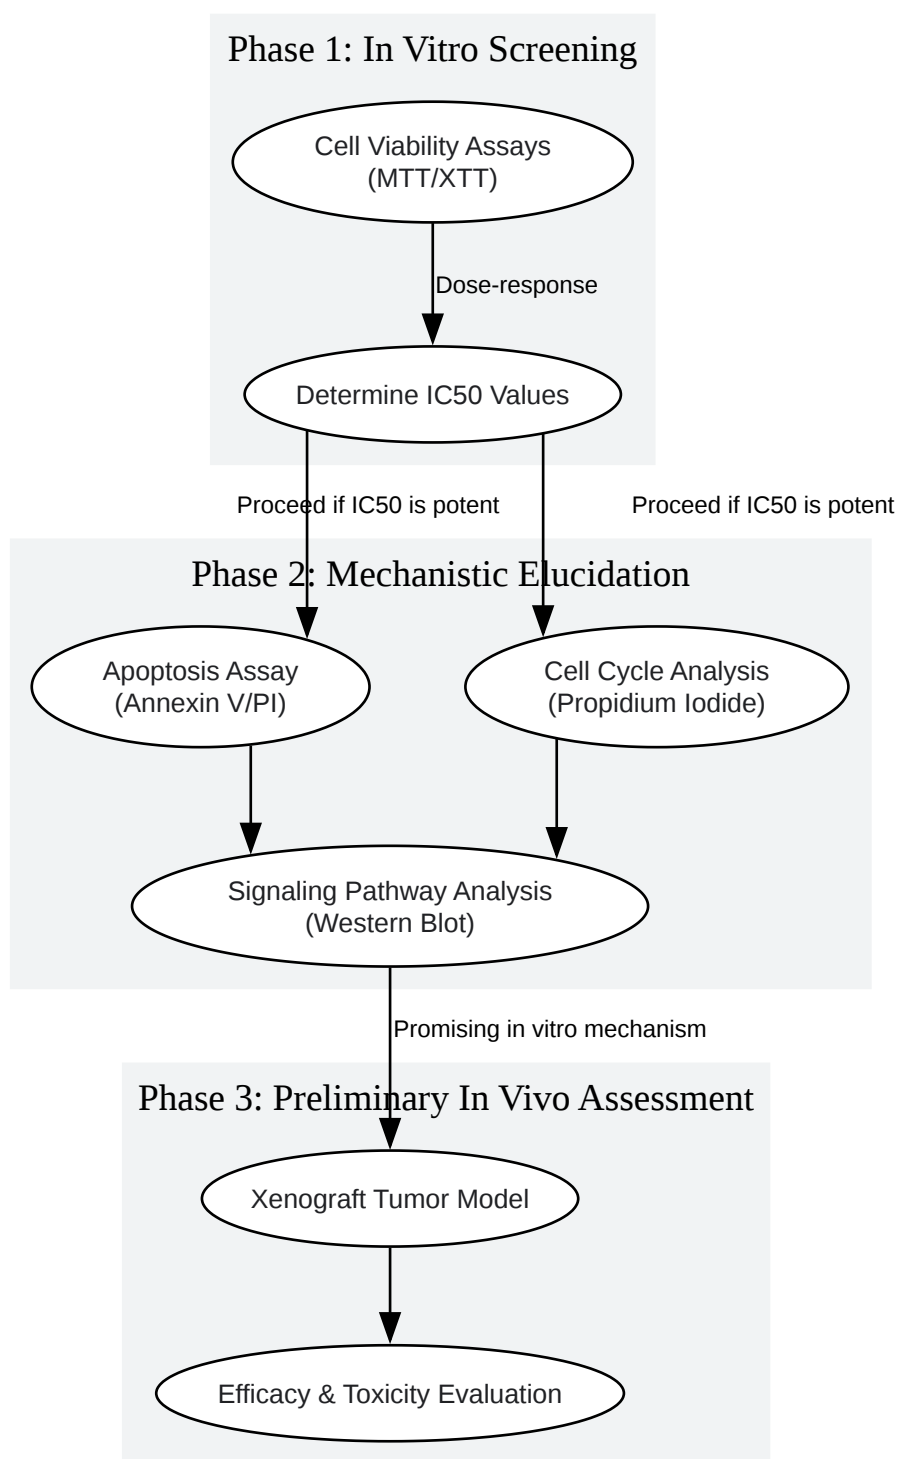 Phase 1: In Vitro Screening
Cell Viability Assays
(MTT/XTT)
Dose-response
Determine IC50 Values
Proceed if IC50 is potent
Proceed if IC50 is potent
Phase 2: Mechanistic Elucidation
Apoptosis Assay
(Annexin V/PI)
Cell Cycle Analysis
(Propidium Iodide)
Signaling Pathway Analysis
(Western Blot)
Promising in vitro mechanism
Phase 3: Preliminary In Vivo Assessment
Xenograft Tumor Model
Efficacy & Toxicity Evaluation